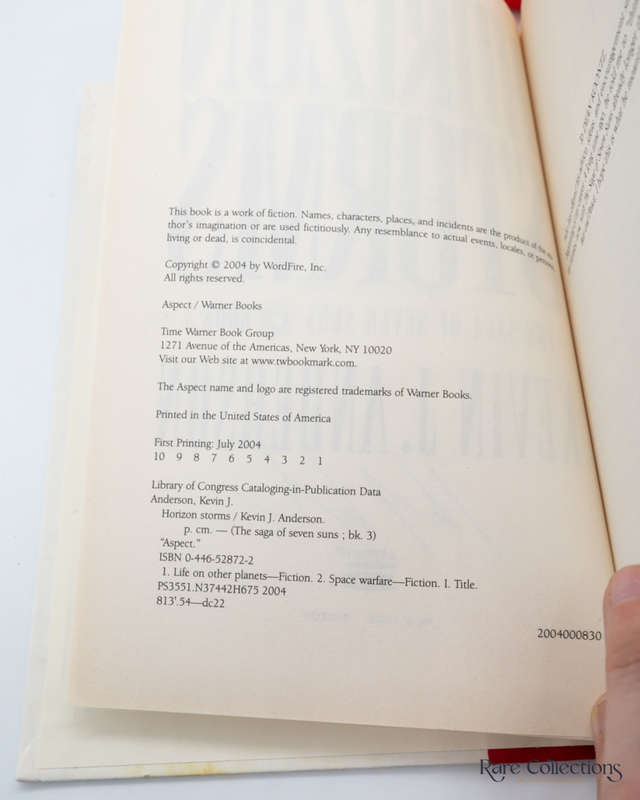 This book is a work of fiction. Names, characters, places, and incidents are the product of the au-
thor's imagination or are used fictitiously. Any resemblance to actual events, locales, or persons,
living or dead, is coincidental.
Copyright © 2004 by WordFire, Inc.
All rights reserved.
Aspect / Warner Books
Time Warner Book Group
1271 Avenue of the Americas, New York, NY 10020
Visit our Web site at www.twbookmark.com.
The Aspect name and logo are registered trademarks of Warner Books.
Printed in the United States of America
First Printing: July 2004
10 9 8 7 6 5 4 3 2 1
Library of Congress Cataloging-in-Publication Data
Anderson, Kevin J.
Horizon storms / Kevin J. Anderson.
p. cm. — (The saga of seven suns ; bk. 3)
"Aspect."
ISBN 0-446-52872-2
1. Life on other planets—Fiction. 2. Space warfare—Fiction. I. Title.
PS3551.N37442H675 2004
813'.54—dc22
2004000830
Rare Collections